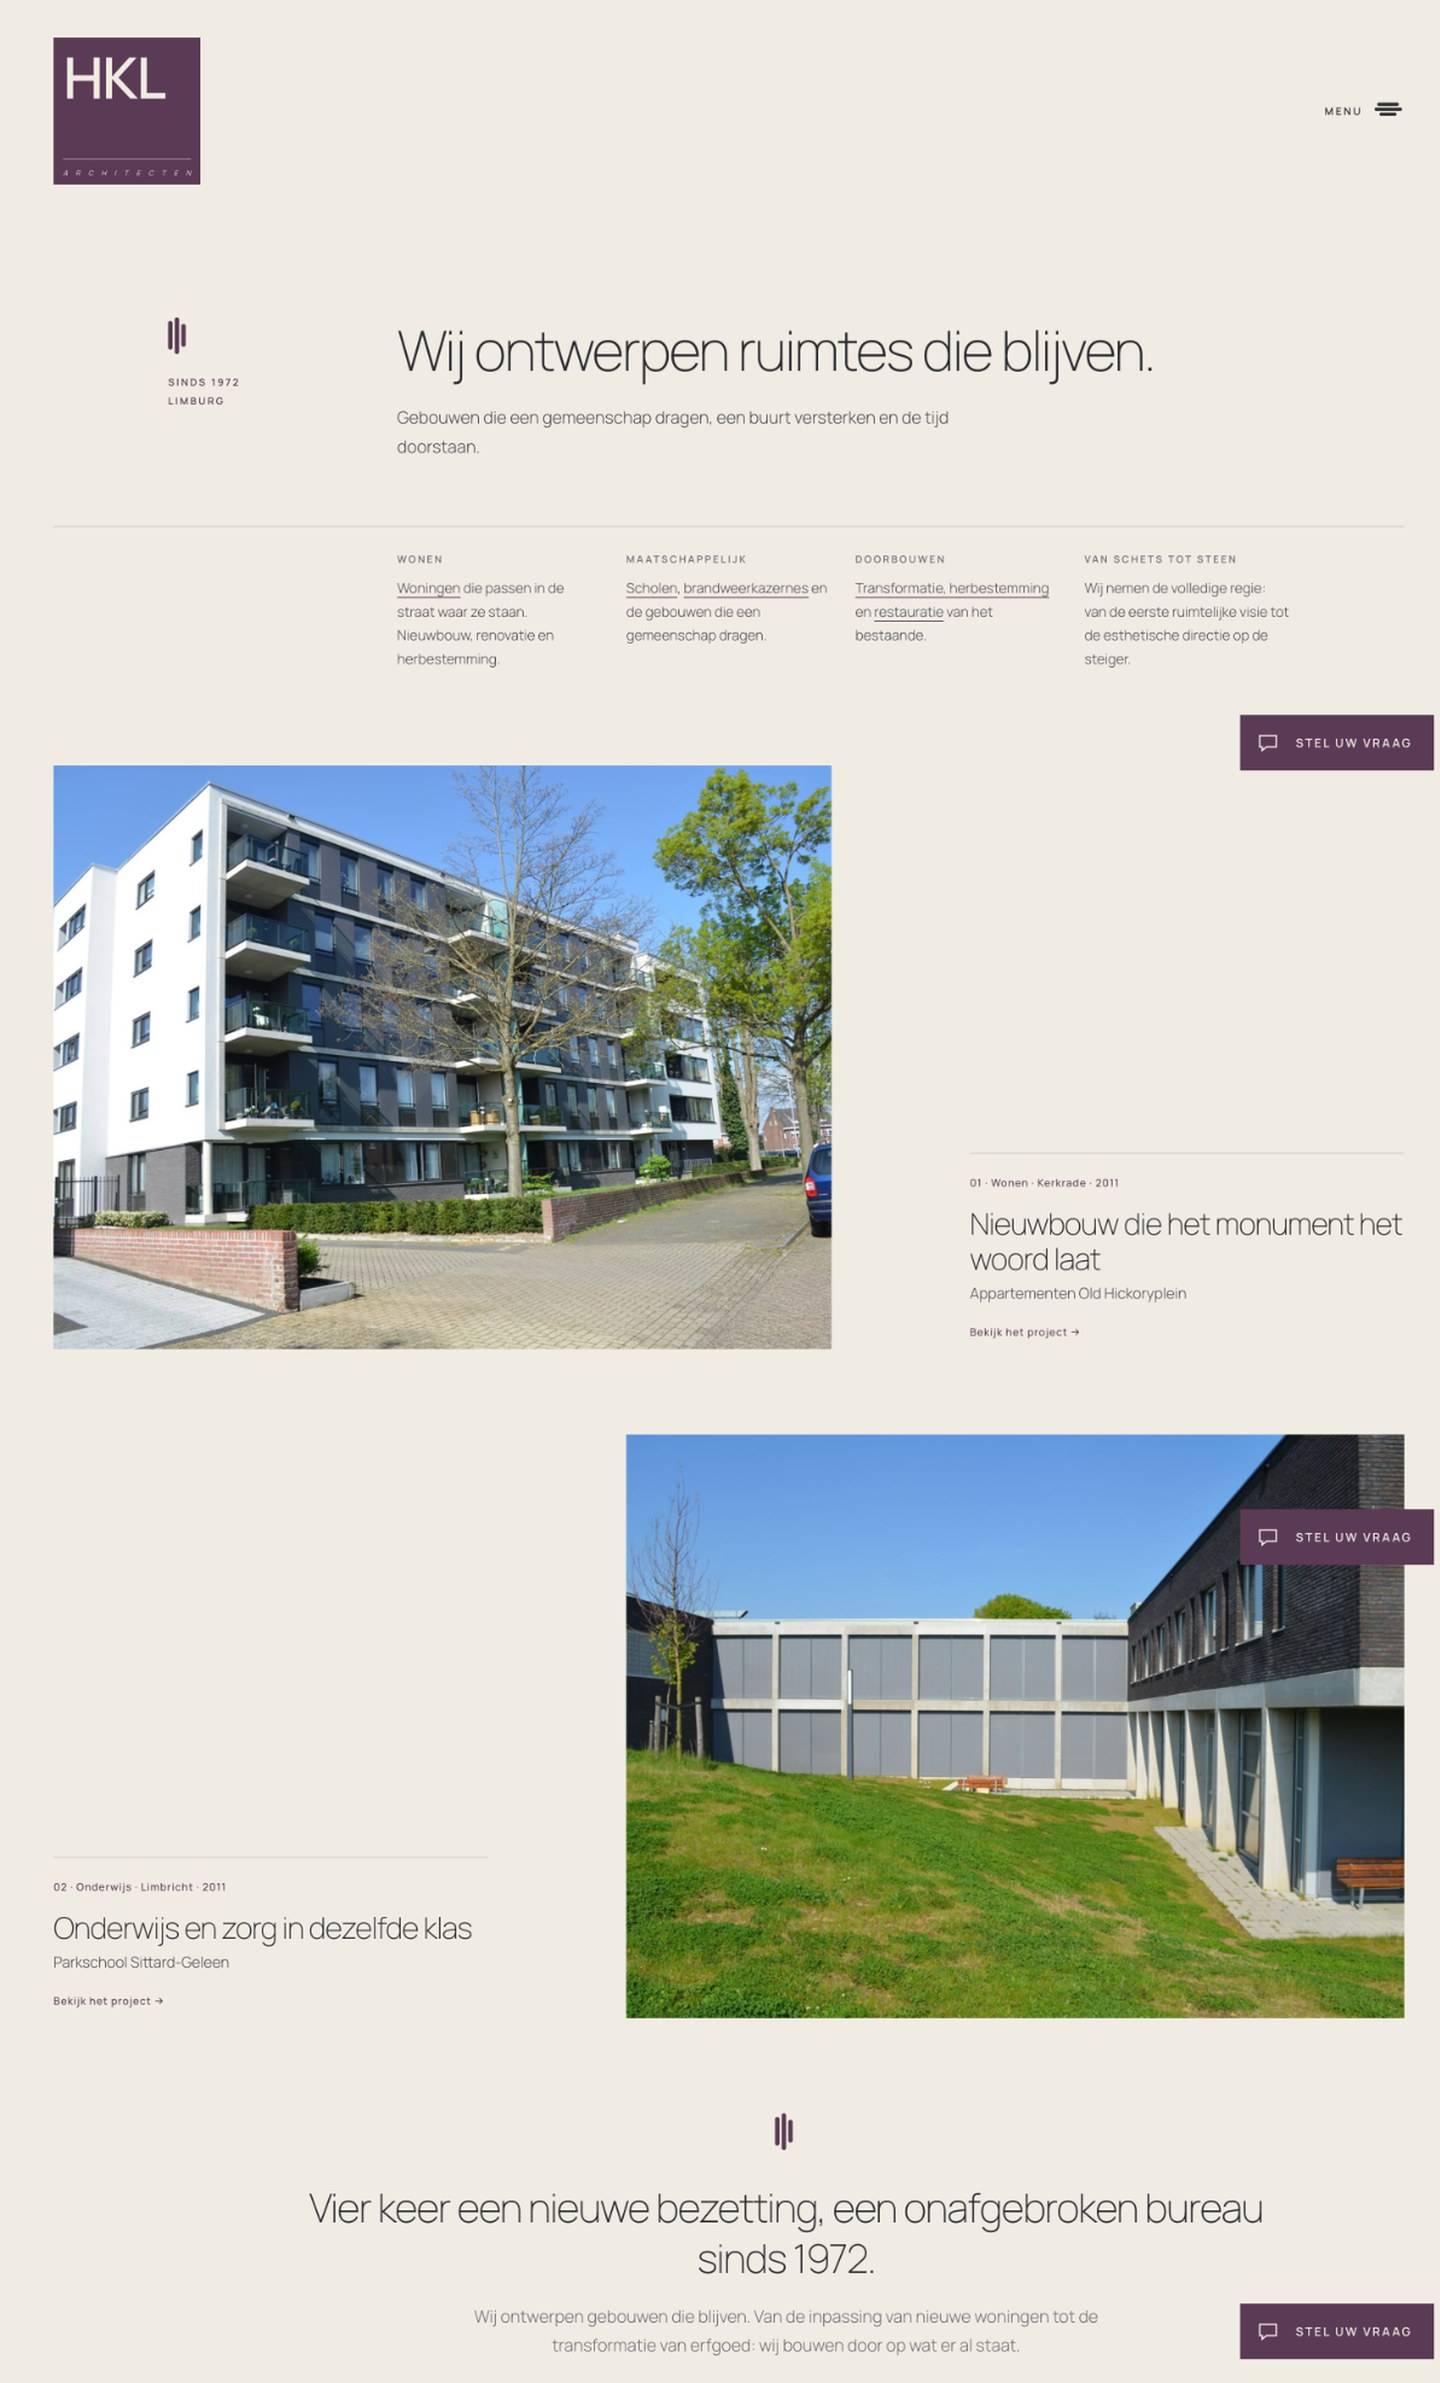 HKL
ARCHITECTEN
MENU
SINDS 1972
LIMBURG
Wij ontwerpen ruimtes die blijven.
Gebouwen die een gemeenschap dragen, een buurt versterken en de tijd
doorstaan.
WONEN
Woningen die passen in de
straat waar ze staan.
Nieuwbouw, renovatie en
herbestemming.
MAATSCHAPPELIJK
Scholen, brandweerkazernes en
de gebouwen die een
gemeenschap dragen.
DOORBOUWEN
Transformatie, herbestemming
en restauratie van het
bestaande.
VAN SCHETS TOT STEEN
Wij nemen de volledige regie:
van de eerste ruimtelijke visie tot
de esthetische directie op de
steiger.
STEL UW VRAAG
01 · Wonen · Kerkrade · 2011
Nieuwbouw die het monument het
woord laat
Appartementen Old Hickoryplein
Bekijk het project →
STEL UW VRAAG
02 · Onderwijs · Limbricht · 2011
Onderwijs en zorg in dezelfde klas
Parkschool Sittard-Geleen
Bekijk het project →
Vier keer een nieuwe bezetting, een onafgebroken bureau
sinds 1972.
Wij ontwerpen gebouwen die blijven. Van de inpassing van nieuwe woningen tot de
transformatie van erfgoed: wij bouwen door op wat er al staat.
STEL UW VRAAG